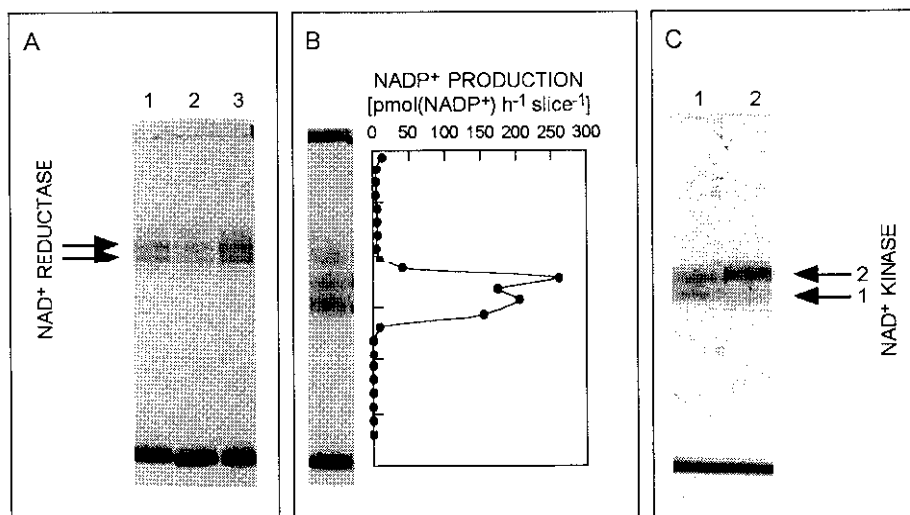 A
1 2 3
NAD⁺ REDUCTASE
B
NADP⁺ PRODUCTION
[pmol(NADP⁺) h⁻¹ slice⁻¹]
0 50 100 150 200 250 300
C
1 2
2
1
NAD⁺ KINASE